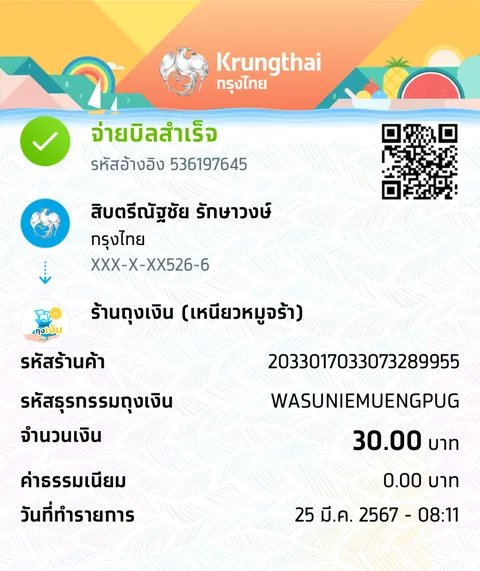 Krungthai
กรุงไทย
จ่ายบิลสำเร็จ
รหัสอ้างอิง 536197645
สิบตรีณัฐชัย รักษาวงษ์
กรุงไทย
XXX-X-XX526-6
ถุงเงิน
ร้านถุงเงิน (เหนียวหมูจร้า)
รหัสร้านค้า 2033017033073289955
รหัสธุรกรรมถุงเงิน WASUNIEMUENGPUG
จำนวนเงิน 30.00 บาท
ค่าธรรมเนียม 0.00 บาท
วันที่ทำรายการ 25 มี.ค. 2567 - 08:11